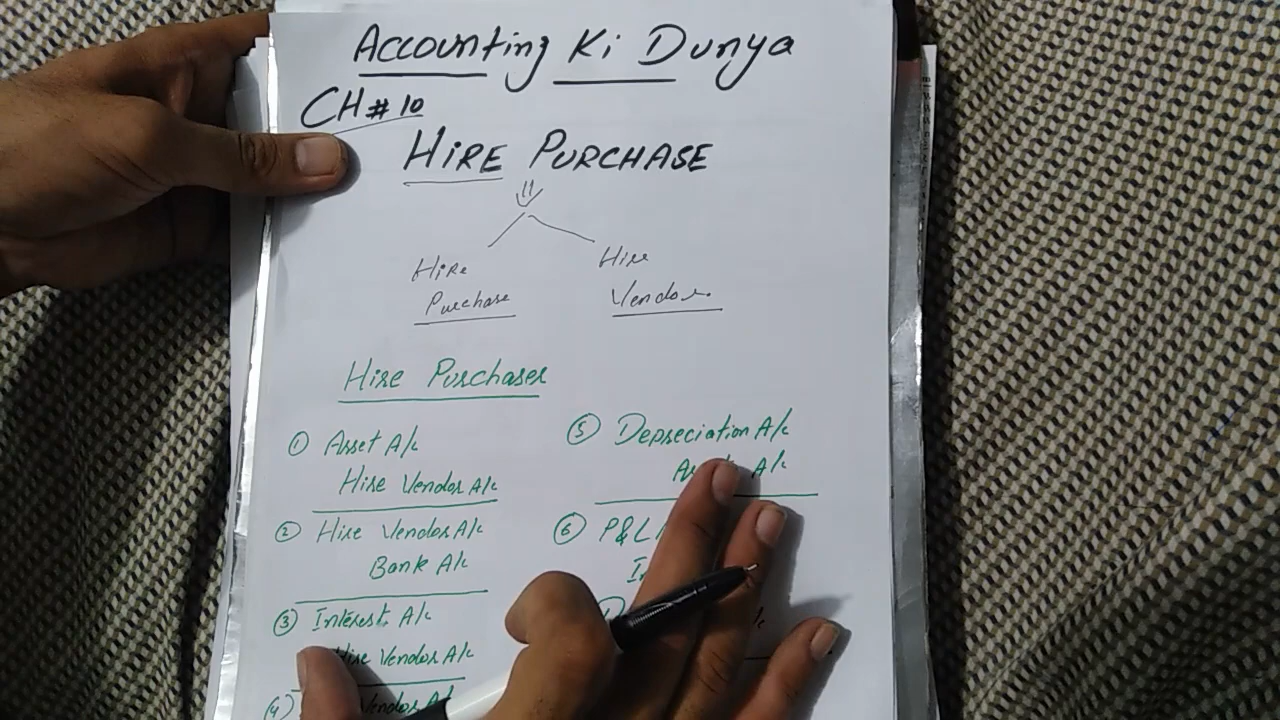 Accounting Ki Dunya
CH # 10
HIRE PURCHASE
Hire Purchase
Hire Vendor.
Hire Purchaser
① Asset A/c
Hire Vendor A/c
② Hire Vendor A/c
Bank A/c
③ Interest. A/c
Hire Vendor A/c
(4) Vendor A/c
⑤ Depreciation A/c
A/c
⑥ P&L